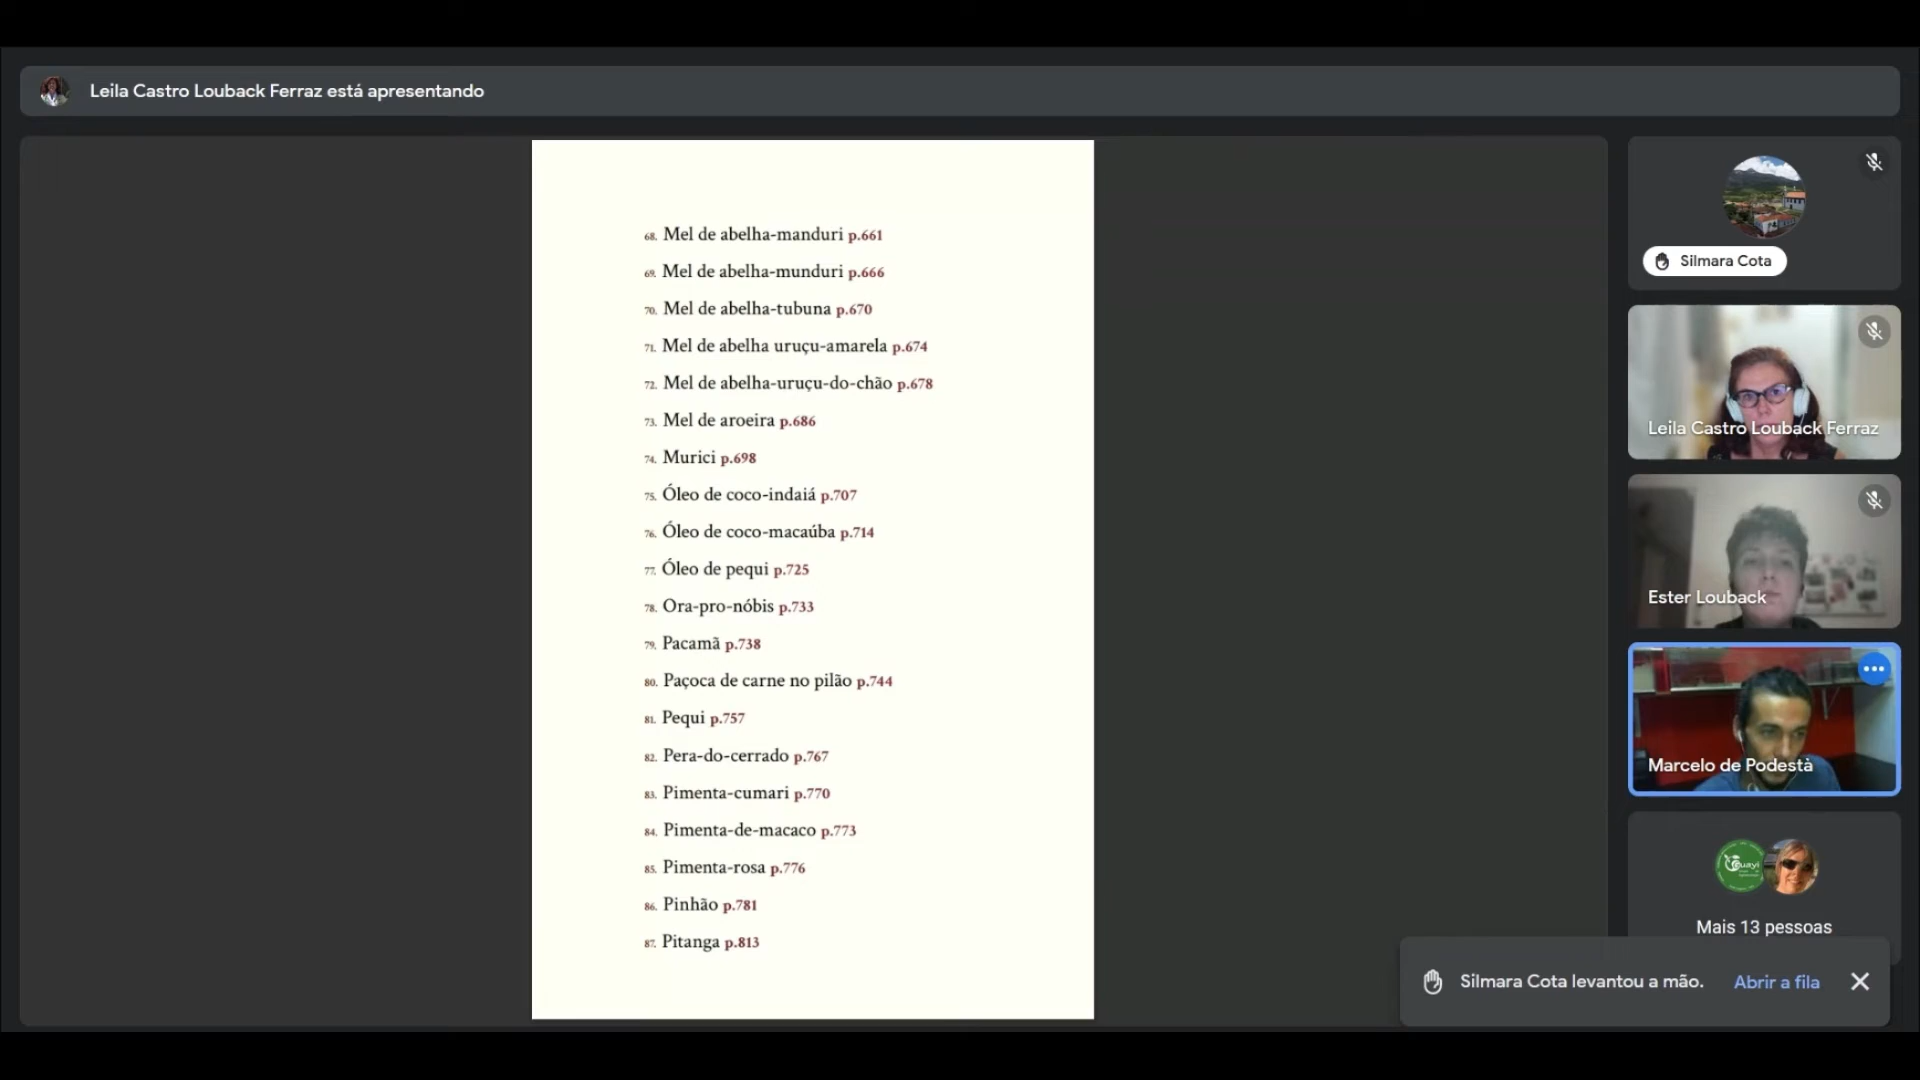 Leila Castro Louback Ferraz está apresentando
68. Mel de abelha-manduri p.661
69. Mel de abelha-munduri p.666
70. Mel de abelha-tubuna p.670
71. Mel de abelha uruçu-amarela p.674
72. Mel de abelha-uruçu-do-chão p.678
73. Mel de aroeira p.686
74. Murici p.698
75. Óleo de coco-indaiá p.707
76. Óleo de coco-macaúba p.714
77. Óleo de pequi p.725
78. Ora-pro-nóbis p.733
79. Pacamã p.738
80. Paçoca de carne no pilão p.744
81. Pequi p.757
82. Pera-do-cerrado p.767
83. Pimenta-cumari p.770
84. Pimenta-de-macaco p.773
85. Pimenta-rosa p.776
86. Pinhão p.781
87. Pitanga p.813
Silmara Cota
Leila Castro Louback Ferraz
Ester Louback
Marcelo de Podestà
Mais 13 pessoas
Silmara Cota levantou a mão. Abrir a fila